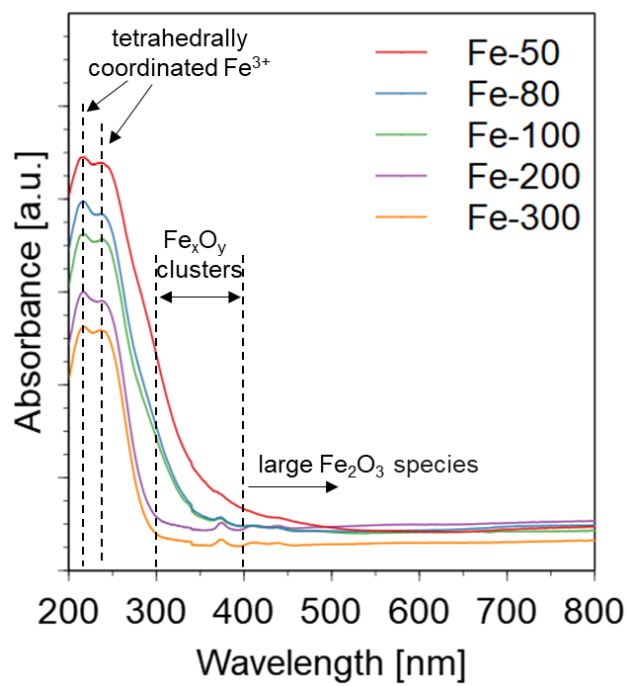 tetrahedrally
coordinated Fe³⁺
Fe-50
Fe-80
Fe-100
Fe-200
Fe-300
FeₓOᵧ
clusters
large Fe₂O₃ species
Absorbance [a.u.]
200 300 400 500 600 700 800
Wavelength [nm]